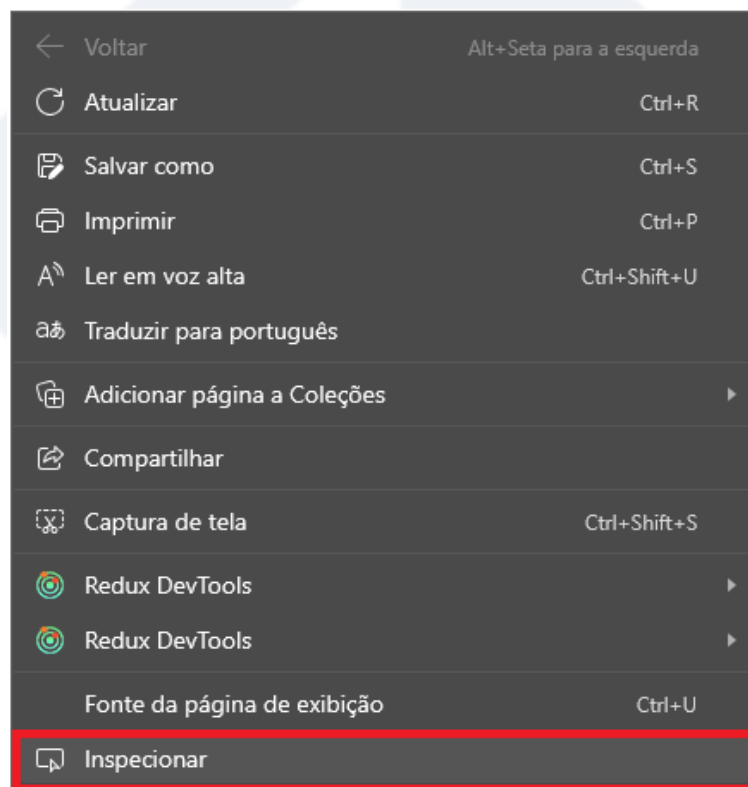 Voltar Alt+Seta para a esquerda
Atualizar Ctrl+R
Salvar como Ctrl+S
Imprimir Ctrl+P
Ler em voz alta Ctrl+Shift+U
Traduzir para português
Adicionar página a Coleções
Compartilhar
Captura de tela Ctrl+Shift+S
Redux DevTools
Redux DevTools
Fonte da página de exibição Ctrl+U
Inspecionar